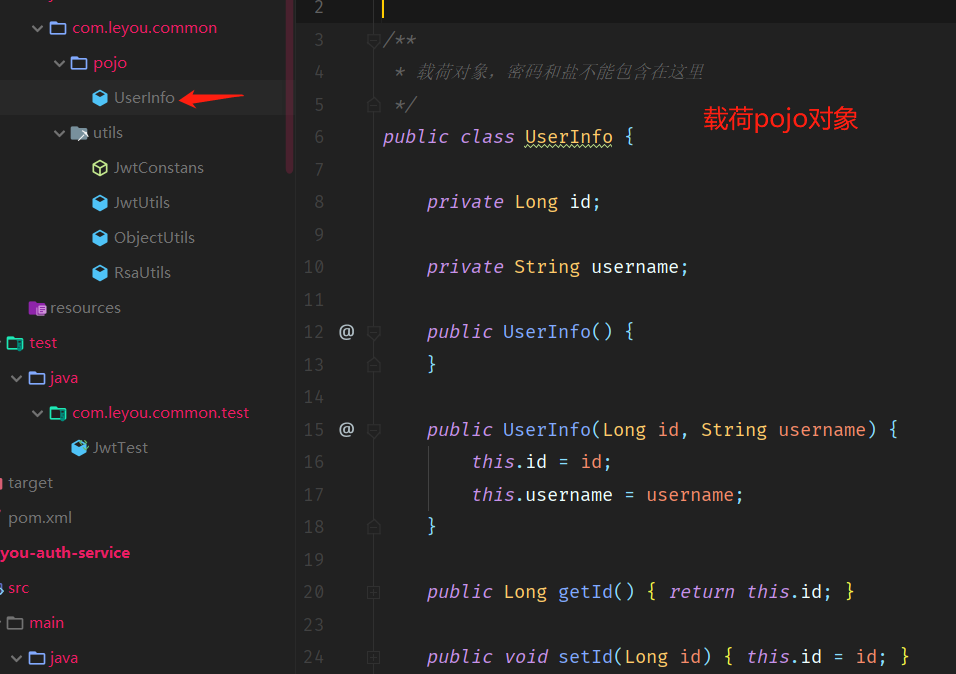 com.leyou.common
pojo
UserInfo
utils
JwtConstans
JwtUtils
ObjectUtils
RsaUtils
resources
test
java
com.leyou.common.test
JwtTest
target
pom.xml
you-auth-service
src
main
java
2
3 /**
4 * 载荷对象，密码和盐不能包含在这里
5 */
载荷pojo对象
6 public class UserInfo {
7
8 private Long id;
9
10 private String username;
11
12 @ public UserInfo() {
13 }
14
15 @ public UserInfo(Long id, String username) {
16 this.id = id;
17 this.username = username;
18 }
19
20 public Long getId() { return this.id; }
23
24 public void setId(Long id) { this.id = id; }